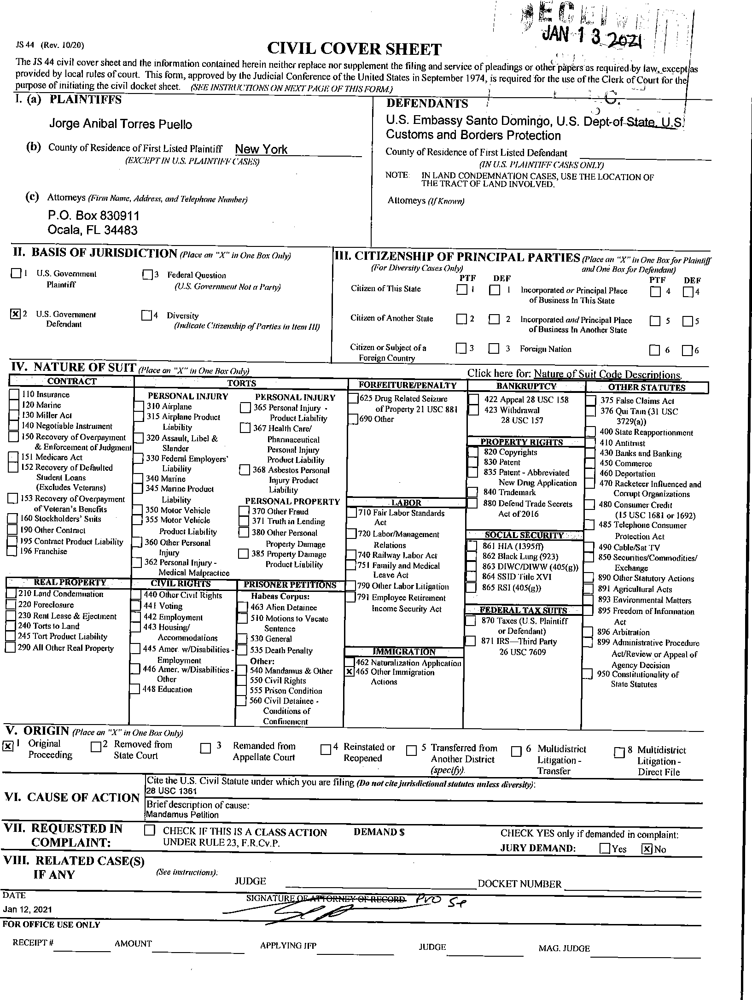 RECEIVED
JAN 13 2021
JS 44 (Rev. 10/20)
CIVIL COVER SHEET
The JS 44 civil cover sheet and the information contained herein neither replace nor supplement the filing and service of pleadings or other papers as required by law, except as
provided by local rules of court. This form, approved by the Judicial Conference of the United States in September 1974, is required for the use of the Clerk of Court for the
purpose of initiating the civil docket sheet. (SEE INSTRUCTIONS ON NEXT PAGE OF THIS FORM.)
I. (a) PLAINTIFFS
Jorge Anibal Torres Puello
(b) County of Residence of First Listed Plaintiff New York
(EXCEPT IN U.S. PLAINTIFF CASES)
(c) Attorneys (Firm Name, Address, and Telephone Number)
P.O. Box 830911
Ocala, FL 34483
DEFENDANTS
U.S. Embassy Santo Domingo, U.S. Dept of State, U.S.
Customs and Borders Protection
County of Residence of First Listed Defendant
(IN U.S. PLAINTIFF CASES ONLY)
NOTE: IN LAND CONDEMNATION CASES, USE THE LOCATION OF
THE TRACT OF LAND INVOLVED.
Attorneys (If Known)
II. BASIS OF JURISDICTION (Place an "X" in One Box Only)
1 U.S. Government
Plaintiff
3 Federal Question
(U.S. Government Not a Party)
X 2 U.S. Government
Defendant
4 Diversity
(Indicate Citizenship of Parties in Item III)
III. CITIZENSHIP OF PRINCIPAL PARTIES (Place an "X" in One Box for Plaintiff
(For Diversity Cases Only) and One Box for Defendant)
PTF DEF PTF DEF
Citizen of This State 1 1 Incorporated or Principal Place 4 4
of Business In This State
Citizen of Another State 2 2 Incorporated and Principal Place 5 5
of Business In Another State
Citizen or Subject of a 3 3 Foreign Nation 6 6
Foreign Country
IV. NATURE OF SUIT (Place an "X" in One Box Only)
Click here for: Nature of Suit Code Descriptions.
CONTRACT
110 Insurance
120 Marine
130 Miller Act
140 Negotiable Instrument
150 Recovery of Overpayment
& Enforcement of Judgment
151 Medicare Act
152 Recovery of Defaulted
Student Loans
(Excludes Veterans)
153 Recovery of Overpayment
of Veteran's Benefits
160 Stockholders' Suits
190 Other Contract
195 Contract Product Liability
196 Franchise
REAL PROPERTY
210 Land Condemnation
220 Foreclosure
230 Rent Lease & Ejectment
240 Torts to Land
245 Tort Product Liability
290 All Other Real Property
TORTS
PERSONAL INJURY
310 Airplane
315 Airplane Product
Liability
320 Assault, Libel &
Slander
330 Federal Employers'
Liability
340 Marine
345 Marine Product
Liability
350 Motor Vehicle
355 Motor Vehicle
Product Liability
360 Other Personal
Injury
362 Personal Injury -
Medical Malpractice
PERSONAL INJURY
365 Personal Injury -
Product Liability
367 Health Care/
Pharmaceutical
Personal Injury
Product Liability
368 Asbestos Personal
Injury Product
Liability
PERSONAL PROPERTY
370 Other Fraud
371 Truth in Lending
380 Other Personal
Property Damage
385 Property Damage
Product Liability
CIVIL RIGHTS
440 Other Civil Rights
441 Voting
442 Employment
443 Housing/
Accommodations
445 Amer. w/Disabilities -
Employment
446 Amer. w/Disabilities -
Other
448 Education
PRISONER PETITIONS
Habeas Corpus:
463 Alien Detainee
510 Motions to Vacate
Sentence
530 General
535 Death Penalty
Other:
540 Mandamus & Other
550 Civil Rights
555 Prison Condition
560 Civil Detainee -
Conditions of
Confinement
FORFEITURE/PENALTY
625 Drug Related Seizure
of Property 21 USC 881
690 Other
LABOR
710 Fair Labor Standards
Act
720 Labor/Management
Relations
740 Railway Labor Act
751 Family and Medical
Leave Act
790 Other Labor Litigation
791 Employee Retirement
Income Security Act
IMMIGRATION
462 Naturalization Application
X 465 Other Immigration
Actions
BANKRUPTCY
422 Appeal 28 USC 158
423 Withdrawal
28 USC 157
PROPERTY RIGHTS
820 Copyrights
830 Patent
835 Patent - Abbreviated
New Drug Application
840 Trademark
880 Defend Trade Secrets
Act of 2016
SOCIAL SECURITY
861 HIA (1395ff)
862 Black Lung (923)
863 DIWC/DIWW (405(g))
864 SSID Title XVI
865 RSI (405(g))
FEDERAL TAX SUITS
870 Taxes (U.S. Plaintiff
or Defendant)
871 IRS—Third Party
26 USC 7609
OTHER STATUTES
375 False Claims Act
376 Qui Tam (31 USC
3729(a))
400 State Reapportionment
410 Antitrust
430 Banks and Banking
450 Commerce
460 Deportation
470 Racketeer Influenced and
Corrupt Organizations
480 Consumer Credit
(15 USC 1681 or 1692)
485 Telephone Consumer
Protection Act
490 Cable/Sat TV
850 Securities/Commodities/
Exchange
890 Other Statutory Actions
891 Agricultural Acts
893 Environmental Matters
895 Freedom of Information
Act
896 Arbitration
899 Administrative Procedure
Act/Review or Appeal of
Agency Decision
950 Constitutionality of
State Statutes
V. ORIGIN (Place an "X" in One Box Only)
X 1 Original
Proceeding
2 Removed from
State Court
3 Remanded from
Appellate Court
4 Reinstated or
Reopened
5 Transferred from
Another District
(specify)
6 Multidistrict
Litigation -
Transfer
8 Multidistrict
Litigation -
Direct File
VI. CAUSE OF ACTION
Cite the U.S. Civil Statute under which you are filing (Do not cite jurisdictional statutes unless diversity):
28 USC 1361
Brief description of cause:
Mandamus Petition
VII. REQUESTED IN
COMPLAINT:
CHECK IF THIS IS A CLASS ACTION
UNDER RULE 23, F.R.Cv.P.
DEMAND $
CHECK YES only if demanded in complaint:
JURY DEMAND: Yes X No
VIII. RELATED CASE(S)
IF ANY
(See instructions):
JUDGE DOCKET NUMBER
DATE
Jan 12, 2021
SIGNATURE OF ATTORNEY OF RECORD Pro Se
FOR OFFICE USE ONLY
RECEIPT # AMOUNT APPLYING IFP JUDGE MAG. JUDGE